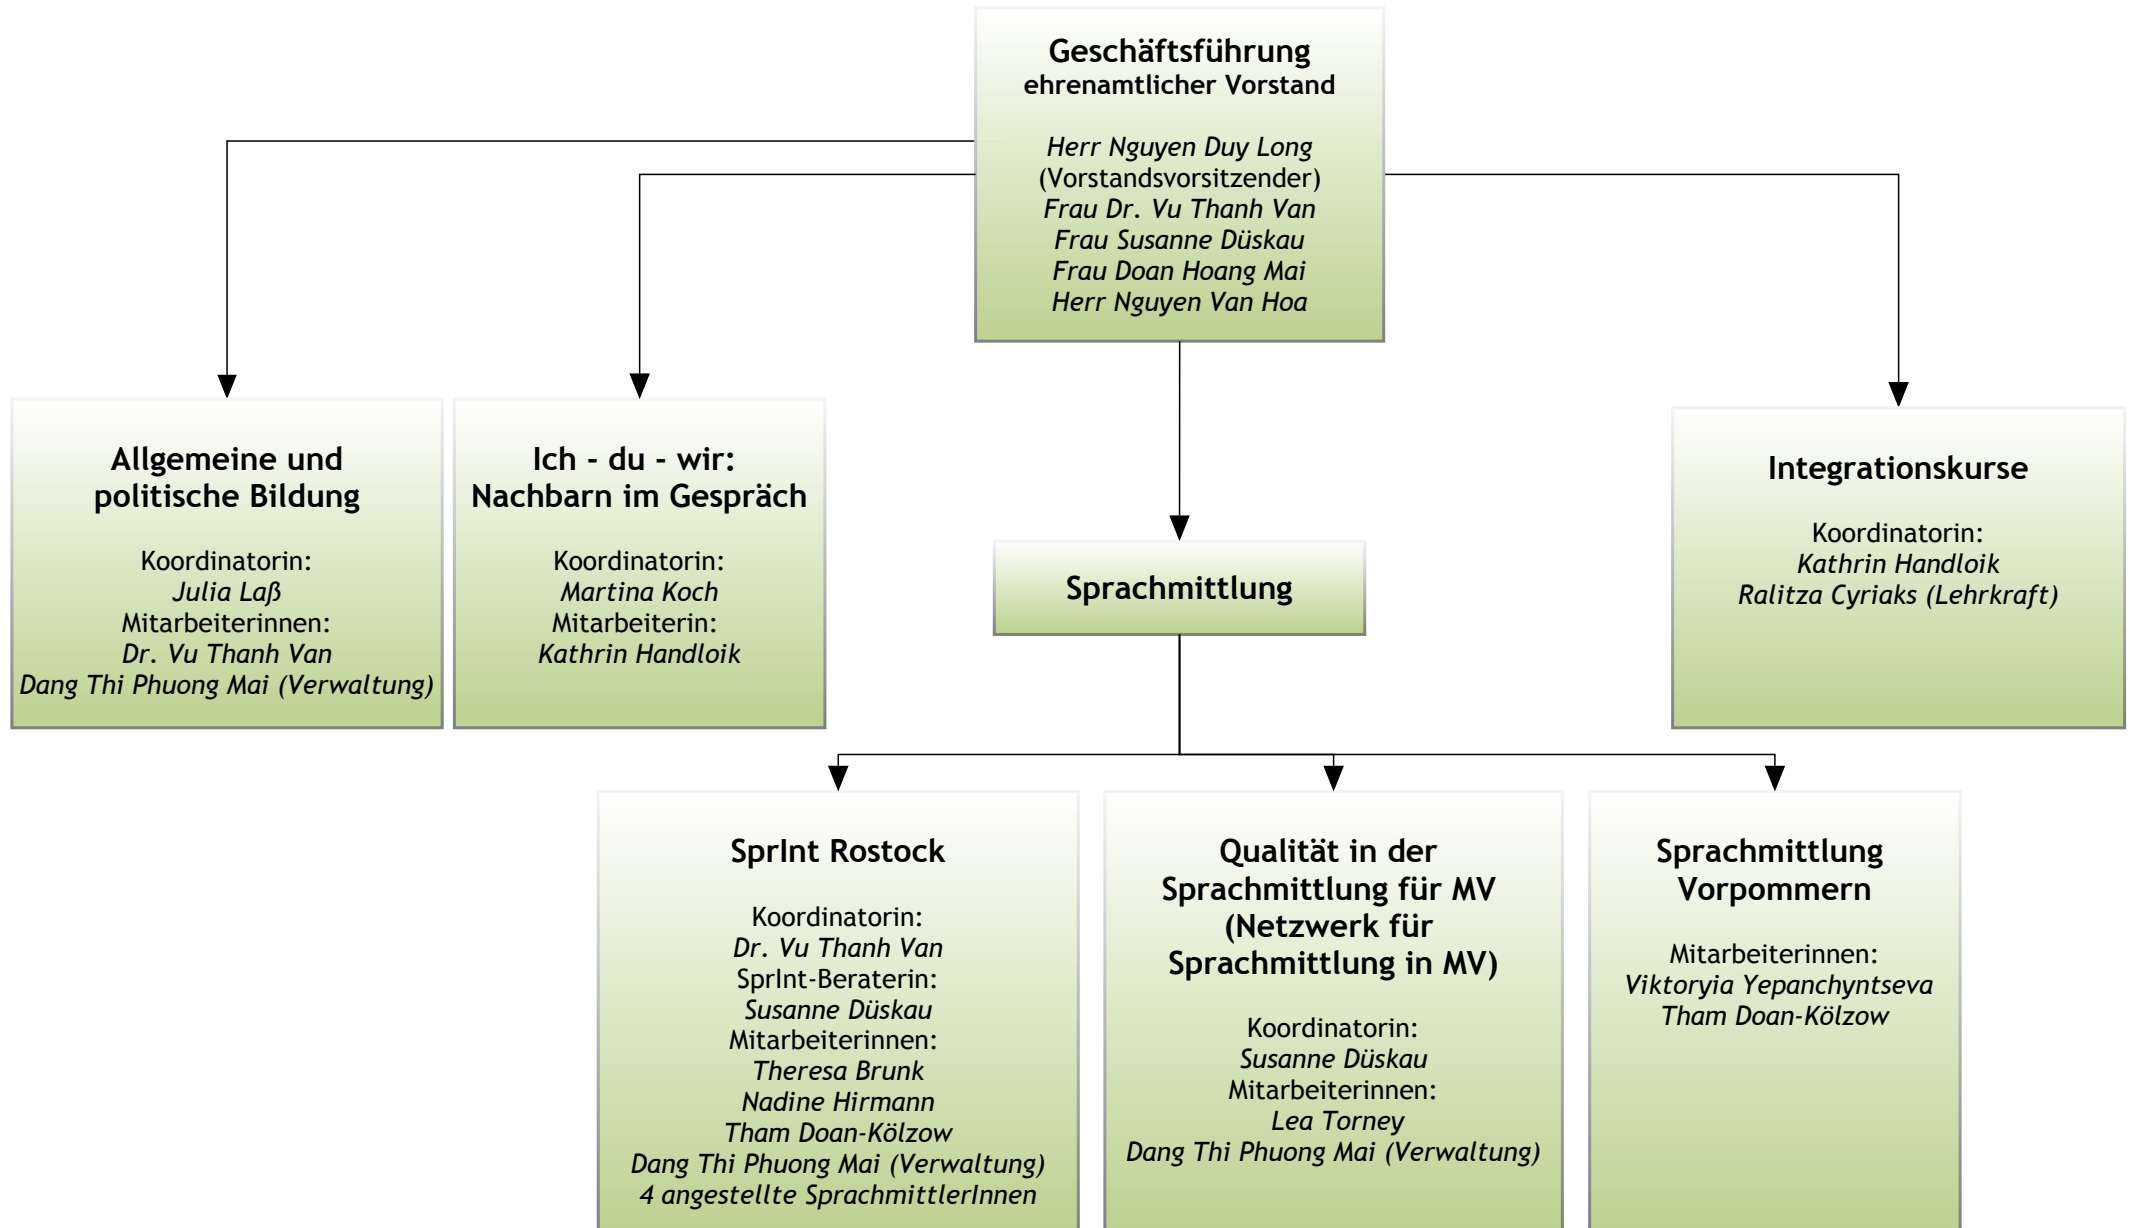 Geschäftsführung
ehrenamtlicher Vorstand
Herr Nguyen Duy Long
(Vorstandsvorsitzender)
Frau Dr. Vu Thanh Van
Frau Susanne Düskau
Frau Doan Hoang Mai
Herr Nguyen Van Hoa
Allgemeine und
politische Bildung
Koordinatorin:
Julia Laß
Mitarbeiterinnen:
Dr. Vu Thanh Van
Dang Thi Phuong Mai (Verwaltung)
Ich - du - wir:
Nachbarn im Gespräch
Koordinatorin:
Martina Koch
Mitarbeiterin:
Kathrin Handloik
Sprachmittlung
Integrationskurse
Koordinatorin:
Kathrin Handloik
Ralitza Cyriaks (Lehrkraft)
SprInt Rostock
Koordinatorin:
Dr. Vu Thanh Van
SprInt-Beraterin:
Susanne Düskau
Mitarbeiterinnen:
Theresa Brunk
Nadine Hirmann
Tham Doan-Kölzow
Dang Thi Phuong Mai (Verwaltung)
4 angestellte SprachmittlerInnen
Qualität in der
Sprachmittlung für MV
(Netzwerk für
Sprachmittlung in MV)
Koordinatorin:
Susanne Düskau
Mitarbeiterinnen:
Lea Torney
Dang Thi Phuong Mai (Verwaltung)
Sprachmittlung
Vorpommern
Mitarbeiterinnen:
Viktoryia Yepanchyntseva
Tham Doan-Kölzow